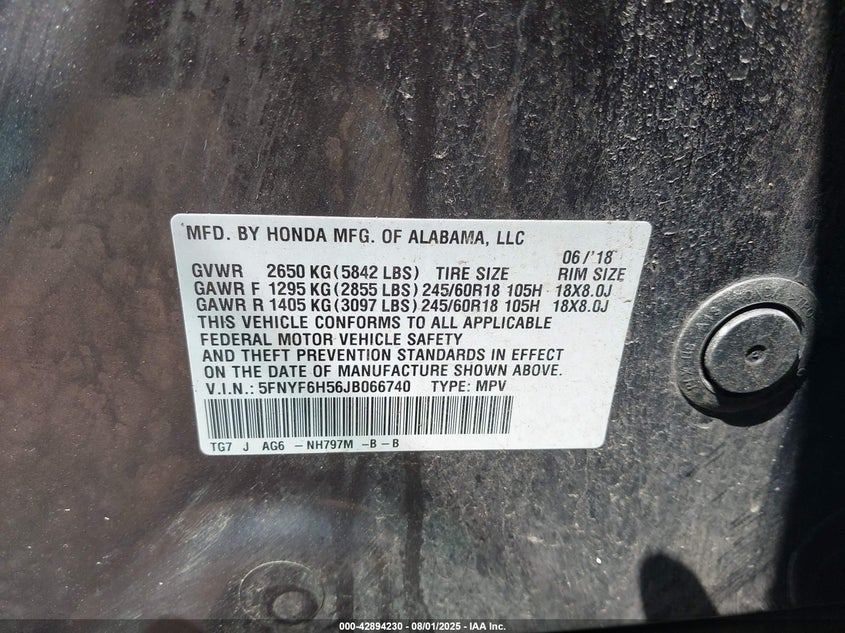 MFD. BY HONDA MFG. OF ALABAMA, LLC
06/'18
GVWR 2650 KG(5842 LBS) TIRE SIZE RIM SIZE
GAWR F 1295 KG(2855 LBS) 245/60R18 105H 18X8.0J
GAWR R 1405 KG(3097 LBS) 245/60R18 105H 18X8.0J
THIS VEHICLE CONFORMS TO ALL APPLICABLE
FEDERAL MOTOR VEHICLE SAFETY
AND THEFT PREVENTION STANDARDS IN EFFECT
ON THE DATE OF MANUFACTURE SHOWN ABOVE.
V.I.N.: 5FNYF6H56JB066740 TYPE: MPV
TG7 J AG6 -NH797M -B-B
000-42894230 - 08/01/2025 - IAA Inc.